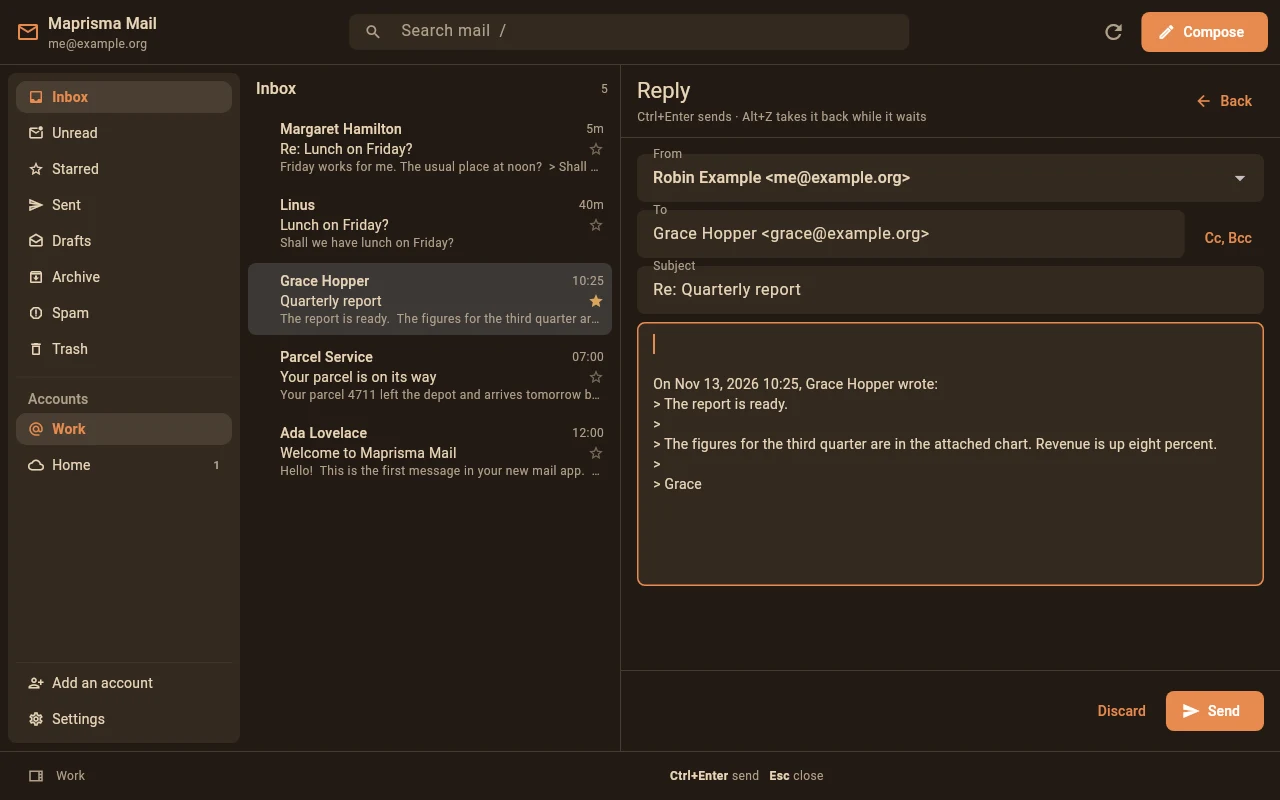 Maprisma Mail
me@example.org
Search mail /
Compose
Inbox
Unread
Starred
Sent
Drafts
Archive
Spam
Trash
Accounts
Work
Home 1
Add an account
Settings
Inbox 5
Margaret Hamilton 5m
Re: Lunch on Friday?
Friday works for me. The usual place at noon? > Shall …
Linus 40m
Lunch on Friday?
Shall we have lunch on Friday?
Grace Hopper 10:25
Quarterly report
The report is ready. The figures for the third quarter ar…
Parcel Service 07:00
Your parcel is on its way
Your parcel 4711 left the depot and arrives tomorrow b…
Ada Lovelace 12:00
Welcome to Maprisma Mail
Hello! This is the first message in your new mail app. …
Reply
Ctrl+Enter sends · Alt+Z takes it back while it waits
Back
From
Robin Example <me@example.org>
To
Grace Hopper <grace@example.org>
Cc, Bcc
Subject
Re: Quarterly report
On Nov 13, 2026 10:25, Grace Hopper wrote:
> The report is ready.
>
> The figures for the third quarter are in the attached chart. Revenue is up eight percent.
>
> Grace
Discard
Send
Work
Ctrl+Enter send Esc close